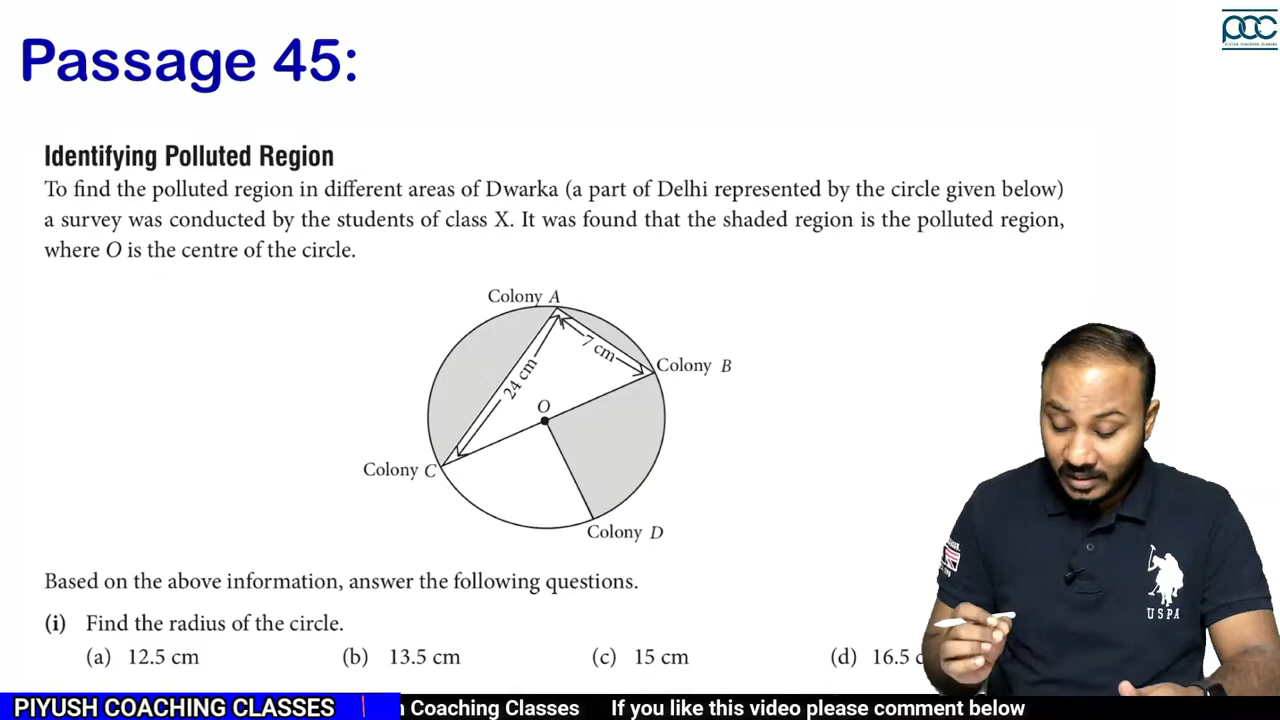 Passage 45:
pcc
PIYUSH COACHING CLASSES
Identifying Polluted Region
To find the polluted region in different areas of Dwarka (a part of Delhi represented by the circle given below)
a survey was conducted by the students of class X. It was found that the shaded region is the polluted region,
where O is the centre of the circle.
Colony A
7 cm
Colony B
24 cm
O
Colony C
Colony D
Based on the above information, answer the following questions.
(i) Find the radius of the circle.
(a) 12.5 cm (b) 13.5 cm (c) 15 cm (d) 16.5 c
USPA
PIYUSH COACHING CLASSES
h Coaching Classes If you like this video please comment below